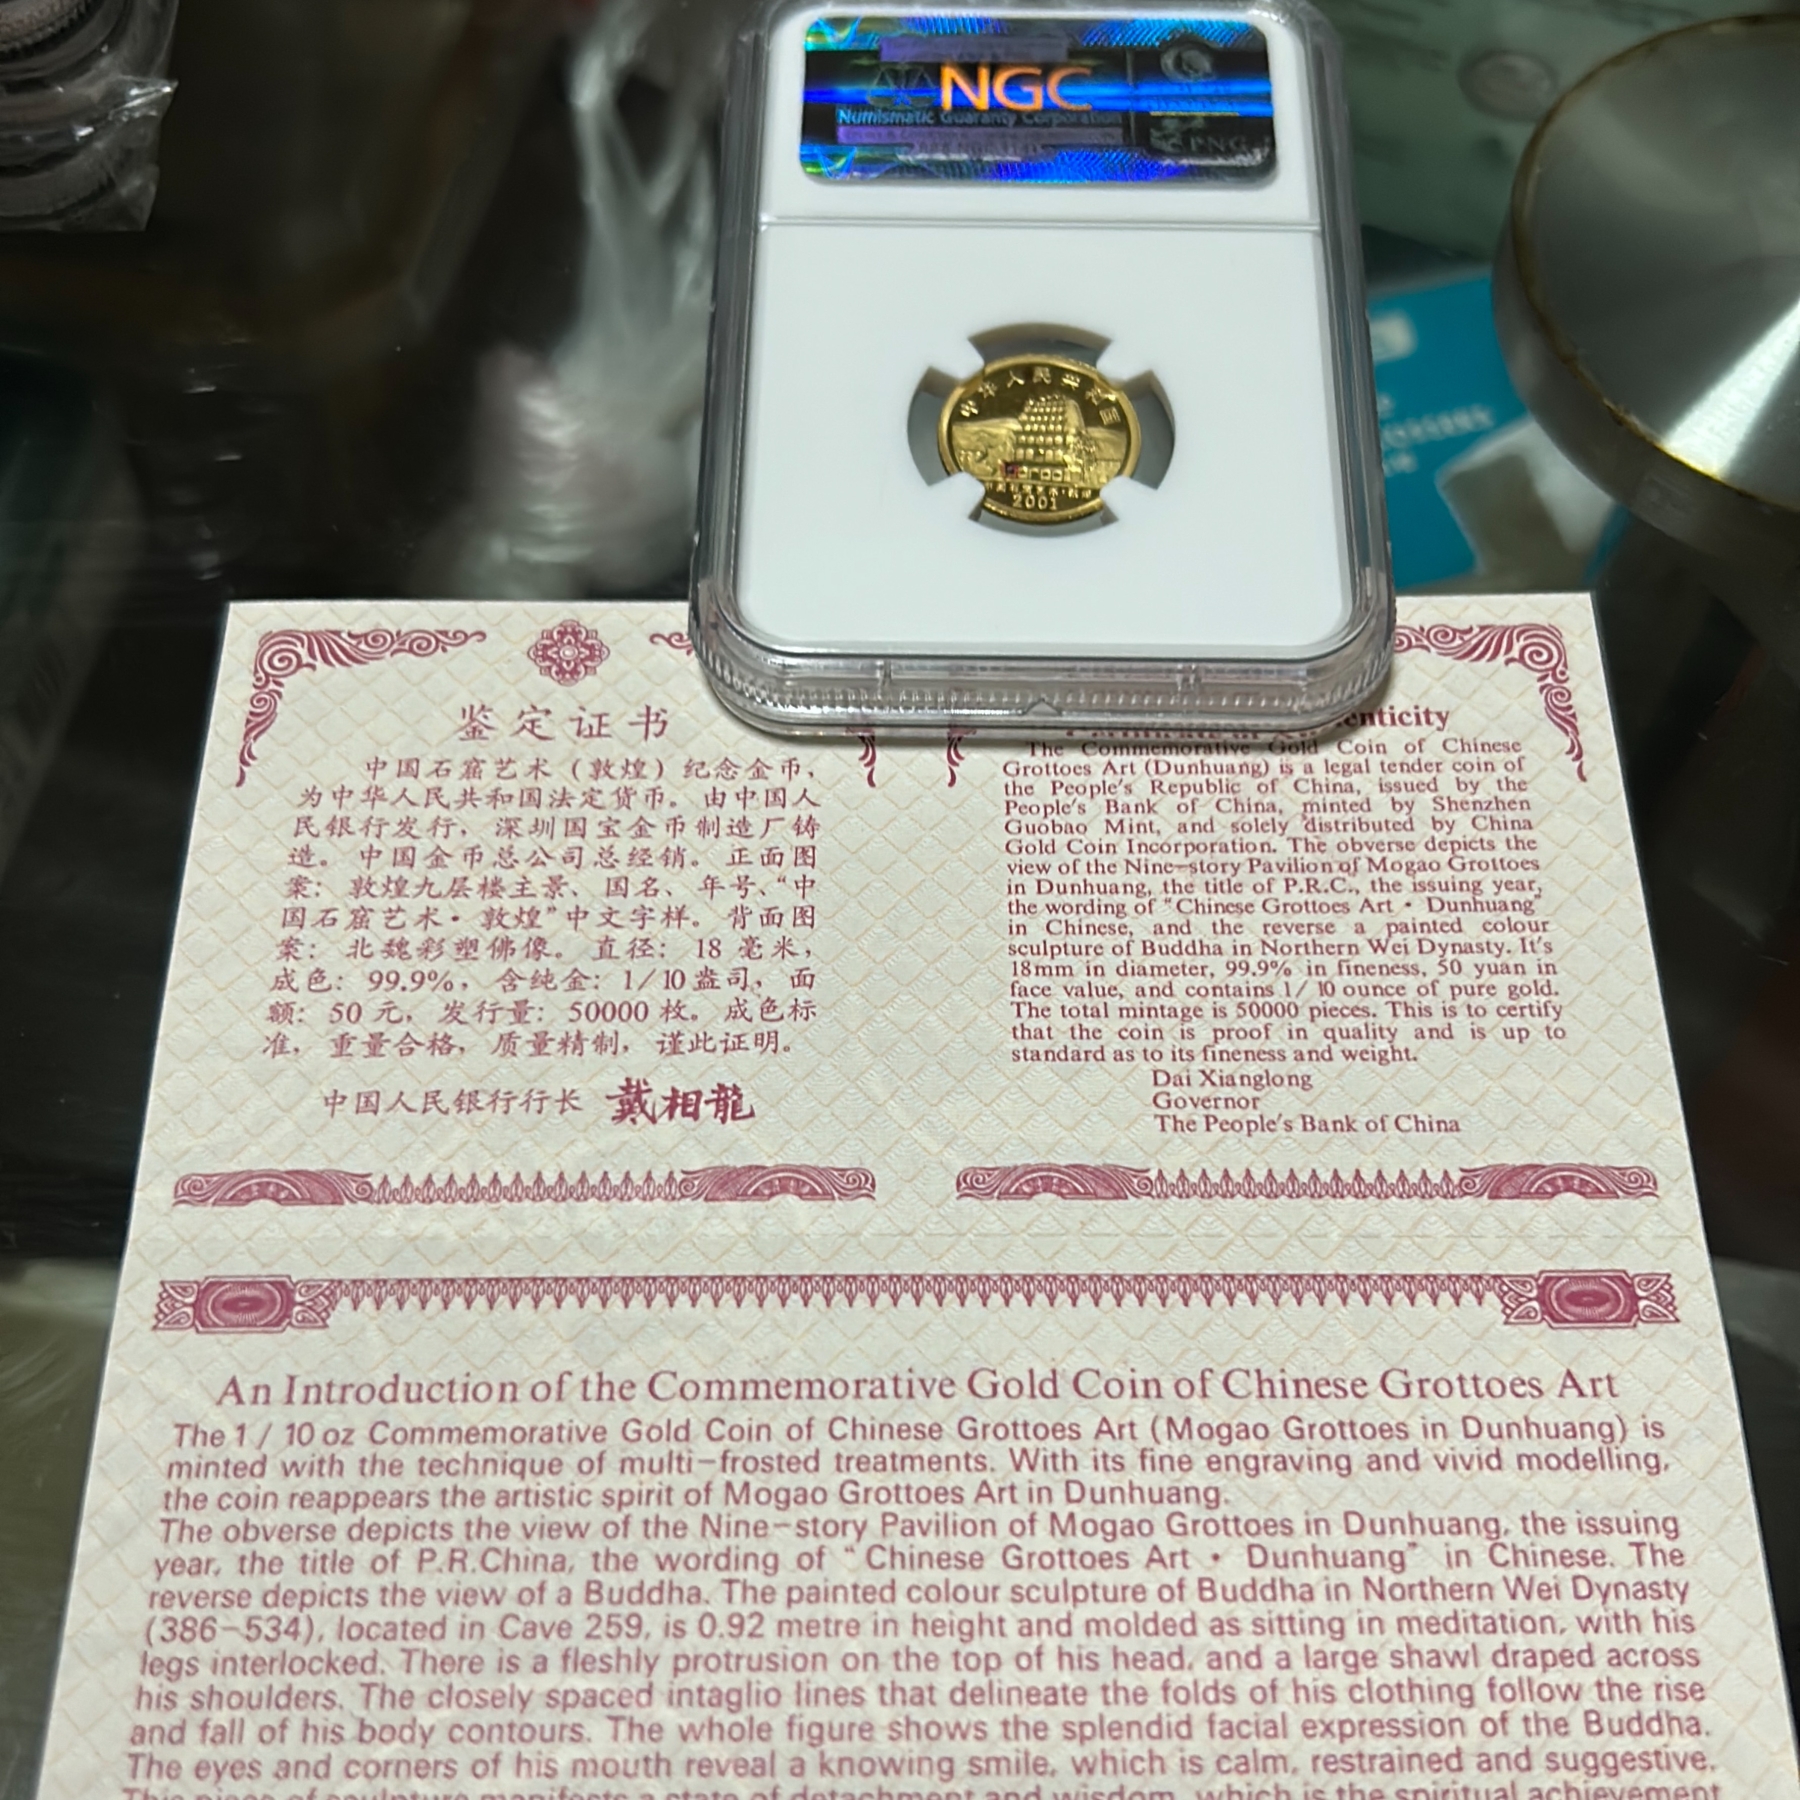 NGC
Numismatic Guaranty Corporation
PNG
中华人民共和国
2001
鉴定证书
中国石窟艺术（敦煌）纪念金币，
为中华人民共和国法定货币。由中国人
民银行发行，深圳国宝金币制造厂铸
造。中国金币总公司总经销。正面图
案：敦煌九层楼主景、国名、年号、“中
国石窟艺术·敦煌”中文字样。背面图
案：北魏彩塑佛像。直径：18 毫米，
成色：99.9%，含纯金：1/10 盎司，面
额：50 元，发行量：50000 枚。成色标
准，重量合格，质量精制，谨此证明。
中国人民银行行长 戴相龍
The Commemorative Gold Coin of Chinese
Grottoes Art (Dunhuang) is a legal tender coin of
the People's Republic of China, issued by the
People's Bank of China, minted by Shenzhen
Guobao Mint, and solely distributed by China
Gold Coin Incorporation. The obverse depicts the
view of the Nine-story Pavilion of Mogao Grottoes
in Dunhuang, the title of P.R.C., the issuing year,
the wording of "Chinese Grottoes Art · Dunhuang"
in Chinese, and the reverse a painted colour
sculpture of Buddha in Northern Wei Dynasty. It's
18mm in diameter, 99.9% in fineness, 50 yuan in
face value, and contains 1/10 ounce of pure gold.
The total mintage is 50000 pieces. This is to certify
that the coin is proof in quality and is up to
standard as to its fineness and weight.
Dai Xianglong
Governor
The People's Bank of China
An Introduction of the Commemorative Gold Coin of Chinese Grottoes Art
The 1 / 10 oz Commemorative Gold Coin of Chinese Grottoes Art (Mogao Grottoes in Dunhuang) is
minted with the technique of multi-frosted treatments. With its fine engraving and vivid modelling,
the coin reappears the artistic spirit of Mogao Grottoes Art in Dunhuang.
The obverse depicts the view of the Nine-story Pavilion of Mogao Grottoes in Dunhuang, the issuing
year, the title of P.R.China, the wording of "Chinese Grottoes Art · Dunhuang" in Chinese. The
reverse depicts the view of a Buddha. The painted colour sculpture of Buddha in Northern Wei Dynasty
(386-534), located in Cave 259, is 0.92 metre in height and molded as sitting in meditation, with his
legs interlocked. There is a fleshly protrusion on the top of his head, and a large shawl draped across
his shoulders. The closely spaced intaglio lines that delineate the folds of his clothing follow the rise
and fall of his body contours. The whole figure shows the splendid facial expression of the Buddha.
The eyes and corners of his mouth reveal a knowing smile, which is calm, restrained and suggestive.
This piece of sculpture manifests a state of detachment and wisdom, which is the spiritual achievement